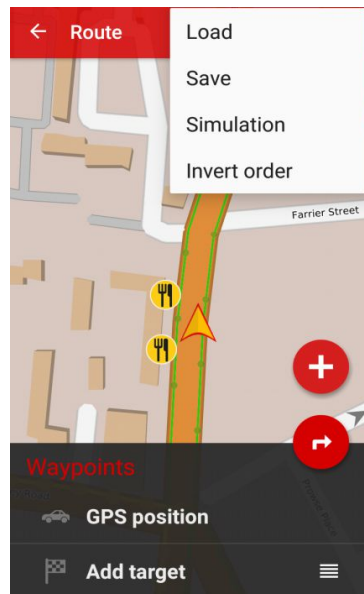 Route
Load
Save
Simulation
Invert order
Farrier Street
Waypoints
GPS position
Add target